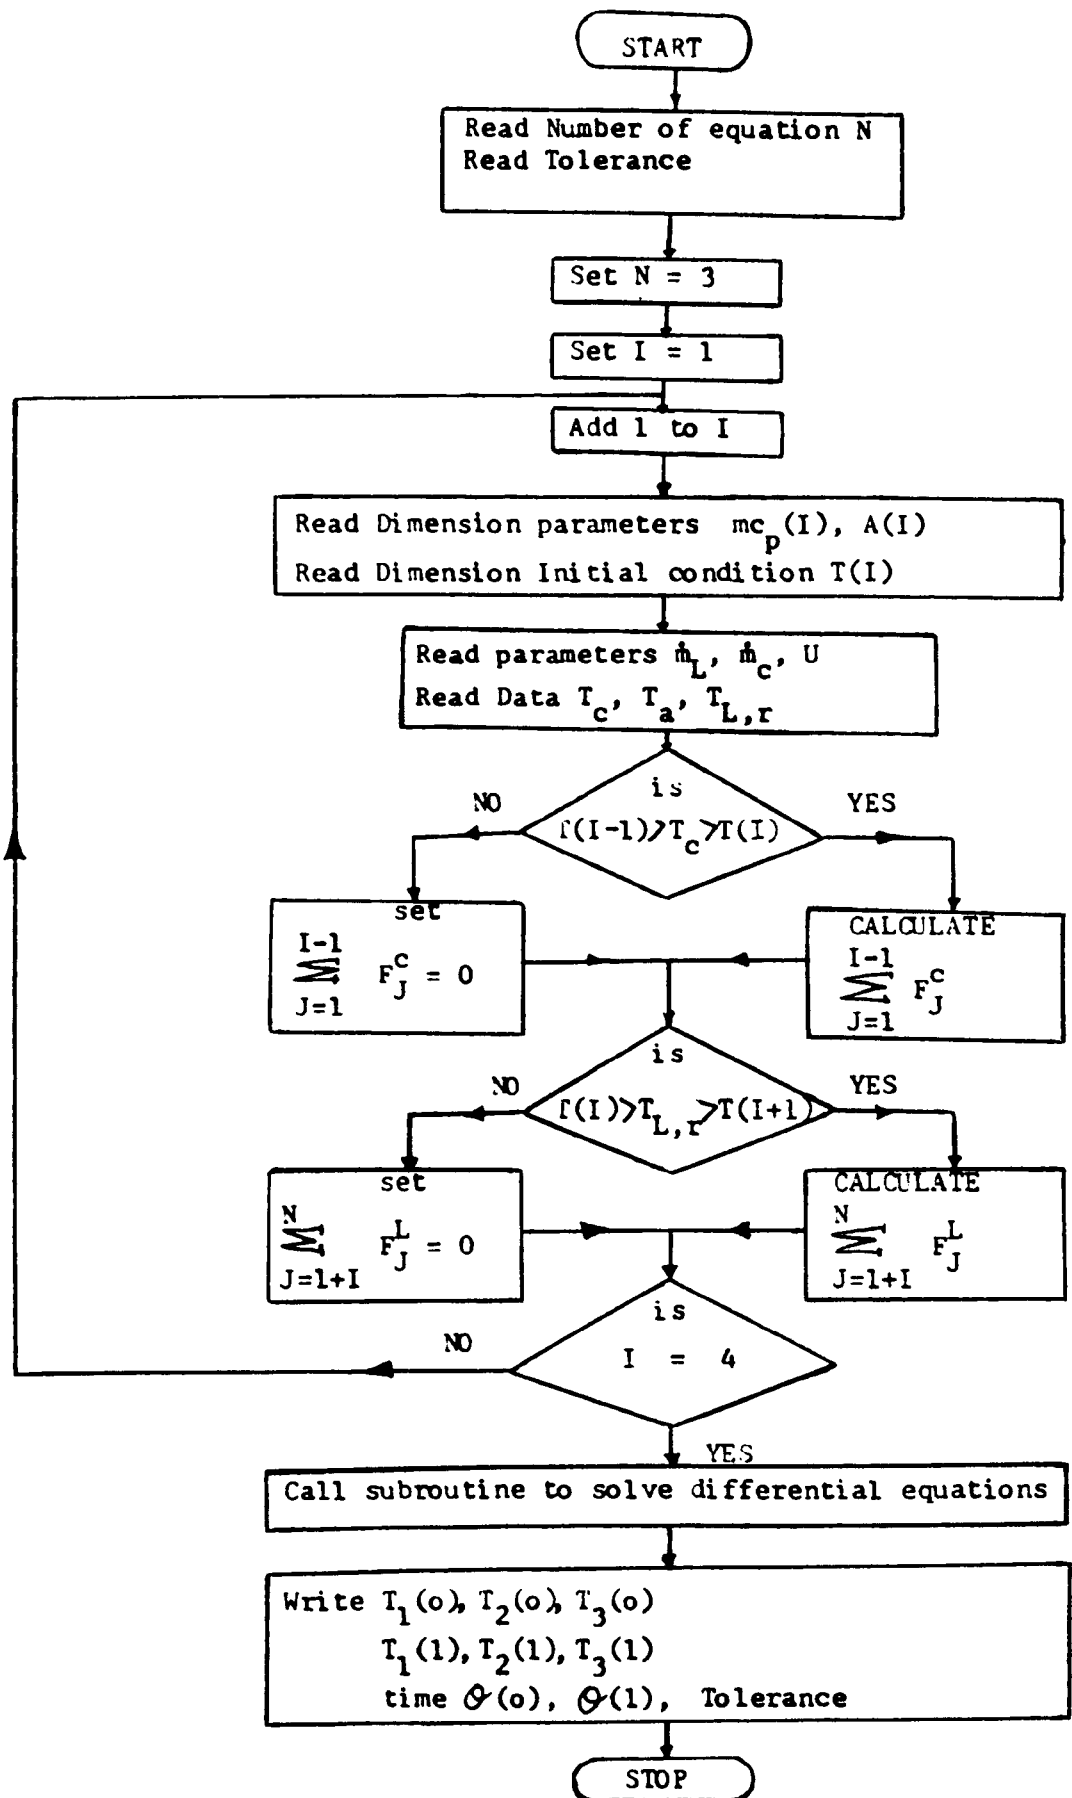 START
Read Number of equation N
Read Tolerance
Set N = 3
Set I = 1
Add 1 to I
Read Dimension parameters mc_p(I), A(I)
Read Dimension Initial condition T(I)
Read parameters ṁ_L, ṁ_c, U
Read Data T_c, T_a, T_L,r
is
T(I-1)>T_c>T(I)
NO
YES
set
I-1
∑ F_J^c = 0
J=1
CALCULATE
I-1
∑ F_J^c
J=1
is
T(I)>T_L,r>T(I+1)
NO
YES
set
N
∑ F_J^L = 0
J=1+I
CALCULATE
N
∑ F_J^L
J=1+I
is
I = 4
NO
YES
Call subroutine to solve differential equations
Write T_1(o), T_2(o), T_3(o)
T_1(1), T_2(1), T_3(1)
time θ(o), θ(1), Tolerance
STOP